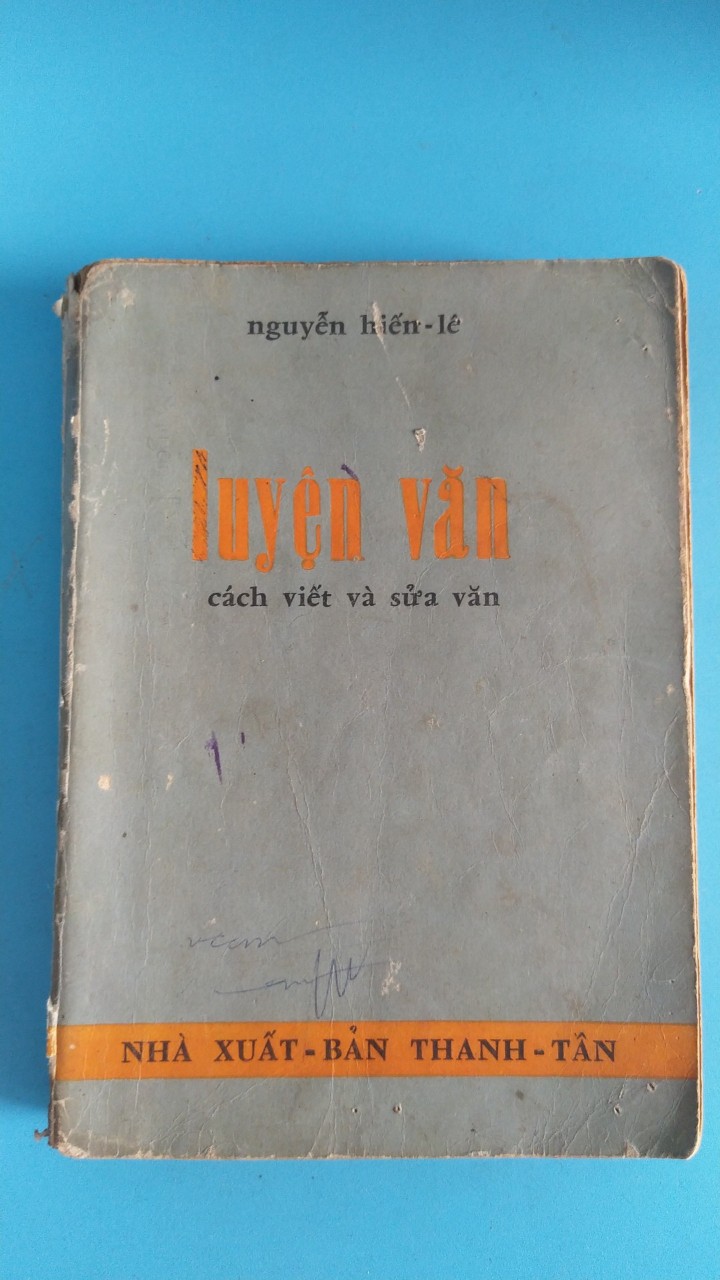 nguyễn hiến-lê
luyện văn
cách viết và sửa văn
NHÀ XUẤT-BẢN THANH-TÂN